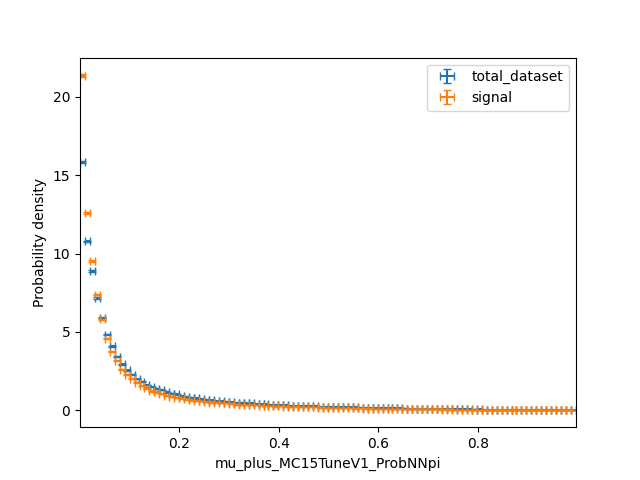 total_dataset
signal
20
15
10
5
0
Probability density
0.2 0.4 0.6 0.8
mu_plus_MC15TuneV1_ProbNNpi